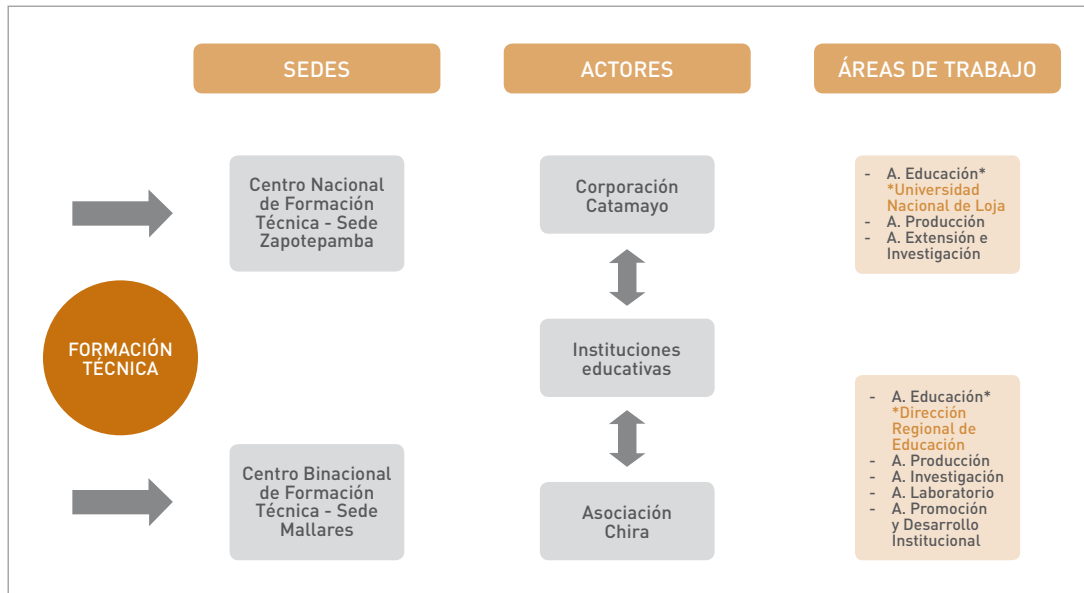 SEDES
ACTORES
ÁREAS DE TRABAJO
FORMACIÓN
TÉCNICA
Centro Nacional
de Formación
Técnica - Sede
Zapotepamba
Centro Binacional
de Formación
Técnica - Sede
Mallares
Corporación
Catamayo
Instituciones
educativas
Asociación
Chira
- A. Educación*
*Universidad
Nacional de Loja
- A. Producción
- A. Extensión e
Investigación
- A. Educación*
*Dirección
Regional de
Educación
- A. Producción
- A. Investigación
- A. Laboratorio
- A. Promoción
y Desarrollo
Institucional